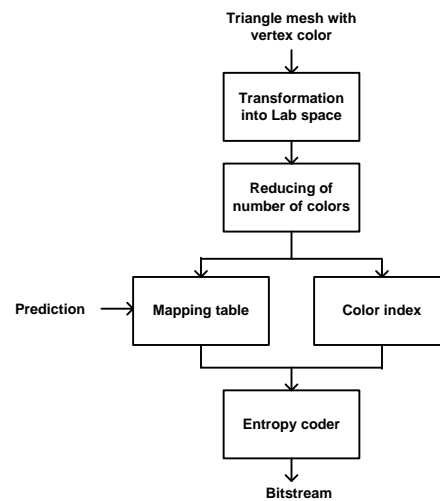 Triangle mesh with
vertex color
Transformation
into Lab space
Reducing of
number of colors
Prediction
Mapping table
Color index
Entropy coder
Bitstream